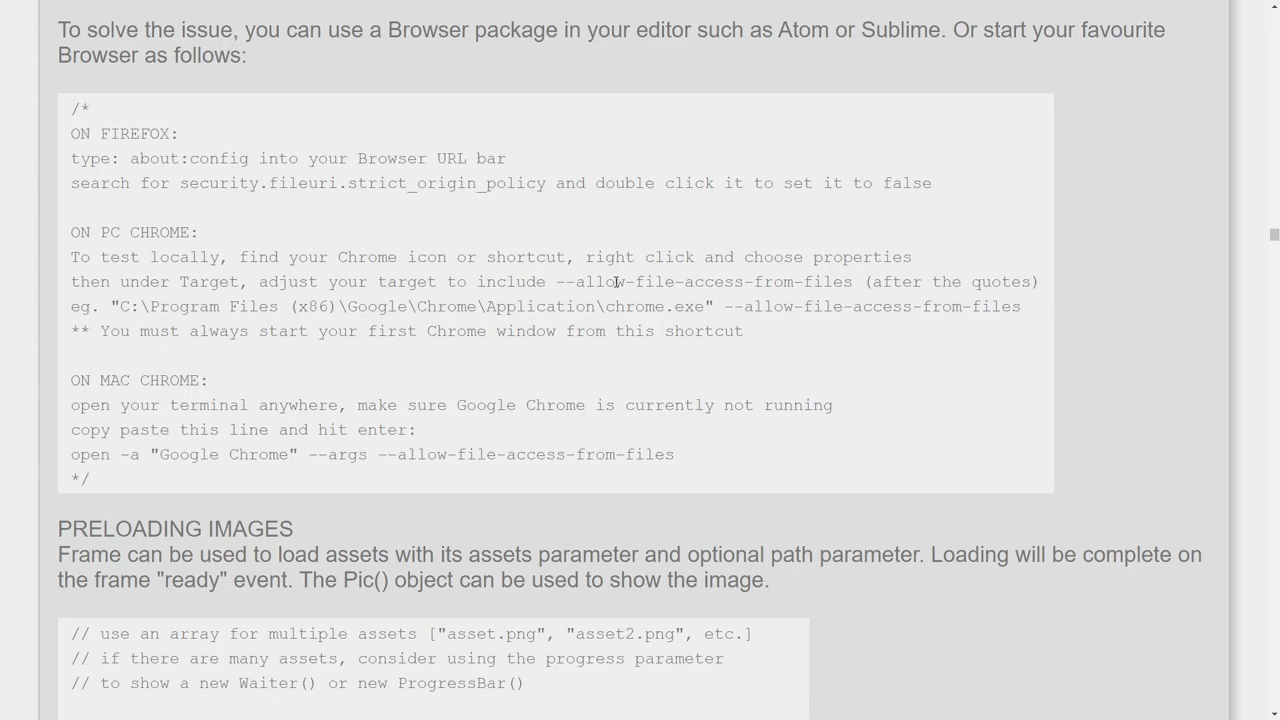 To solve the issue, you can use a Browser package in your editor such as Atom or Sublime. Or start your favourite
Browser as follows:
/*
ON FIREFOX:
type: about:config into your Browser URL bar
search for security.fileuri.strict_origin_policy and double click it to set it to false
ON PC CHROME:
To test locally, find your Chrome icon or shortcut, right click and choose properties
then under Target, adjust your target to include --allow-file-access-from-files (after the quotes)
eg. "C:\Program Files (x86)\Google\Chrome\Application\chrome.exe" --allow-file-access-from-files
** You must always start your first Chrome window from this shortcut
ON MAC CHROME:
open your terminal anywhere, make sure Google Chrome is currently not running
copy paste this line and hit enter:
open -a "Google Chrome" --args --allow-file-access-from-files
*/
PRELOADING IMAGES
Frame can be used to load assets with its assets parameter and optional path parameter. Loading will be complete on
the frame "ready" event. The Pic() object can be used to show the image.
// use an array for multiple assets ["asset.png", "asset2.png", etc.]
// if there are many assets, consider using the progress parameter
// to show a new Waiter() or new ProgressBar()